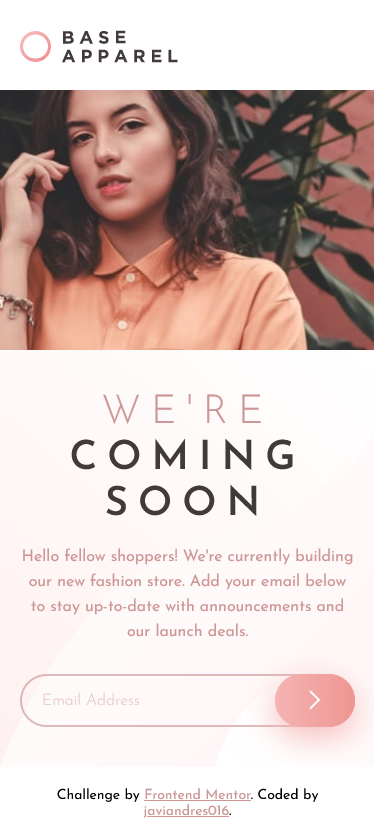 BASE
APPAREL
WE'RE
COMING
SOON
Hello fellow shoppers! We're currently building
our new fashion store. Add your email below
to stay up-to-date with announcements and
our launch deals.
Email Address
Challenge by Frontend Mentor. Coded by
javiandres016.